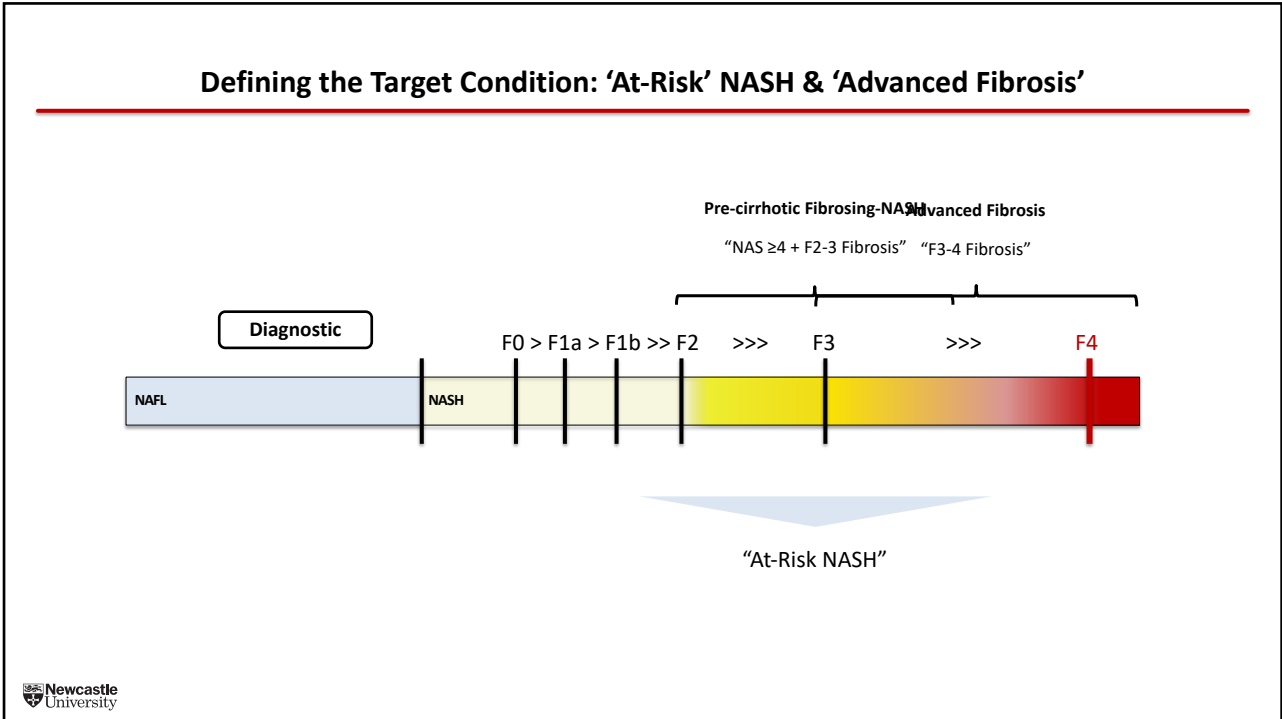 Defining the Target Condition: ‘At-Risk’ NASH & ‘Advanced Fibrosis’
Pre-cirrhotic Fibrosing-NASH
Advanced Fibrosis
“NAS ≥4 + F2-3 Fibrosis”
“F3-4 Fibrosis”
Diagnostic
F0 > F1a > F1b >> F2 >>> F3 >>> F4
NAFL
NASH
“At-Risk NASH”
Newcastle
University